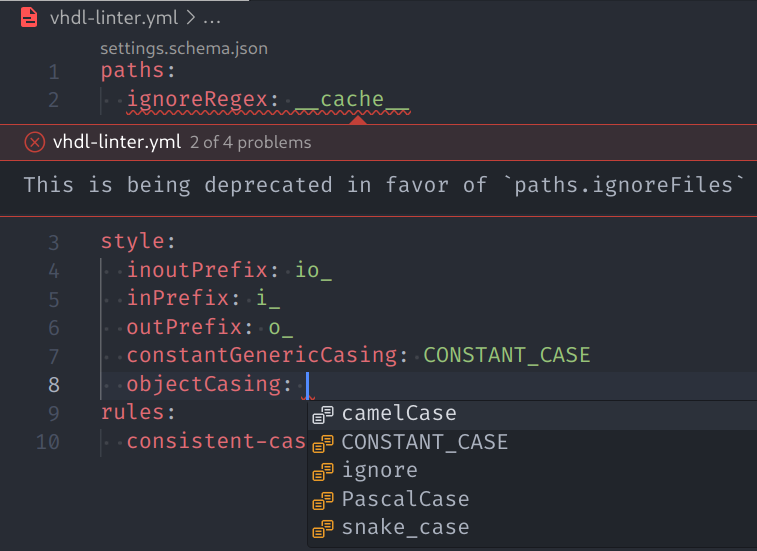 vhdl-linter.yml > ...
settings.schema.json
1 paths:
2 ignoreRegex: __cache__
vhdl-linter.yml 2 of 4 problems
This is being deprecated in favor of `paths.ignoreFiles`
3 style:
4 inoutPrefix: io_
5 inPrefix: i_
6 outPrefix: o_
7 constantGenericCasing: CONSTANT_CASE
8 objectCasing:
9 rules:
10 consistent-cas
camelCase
CONSTANT_CASE
ignore
PascalCase
snake_case